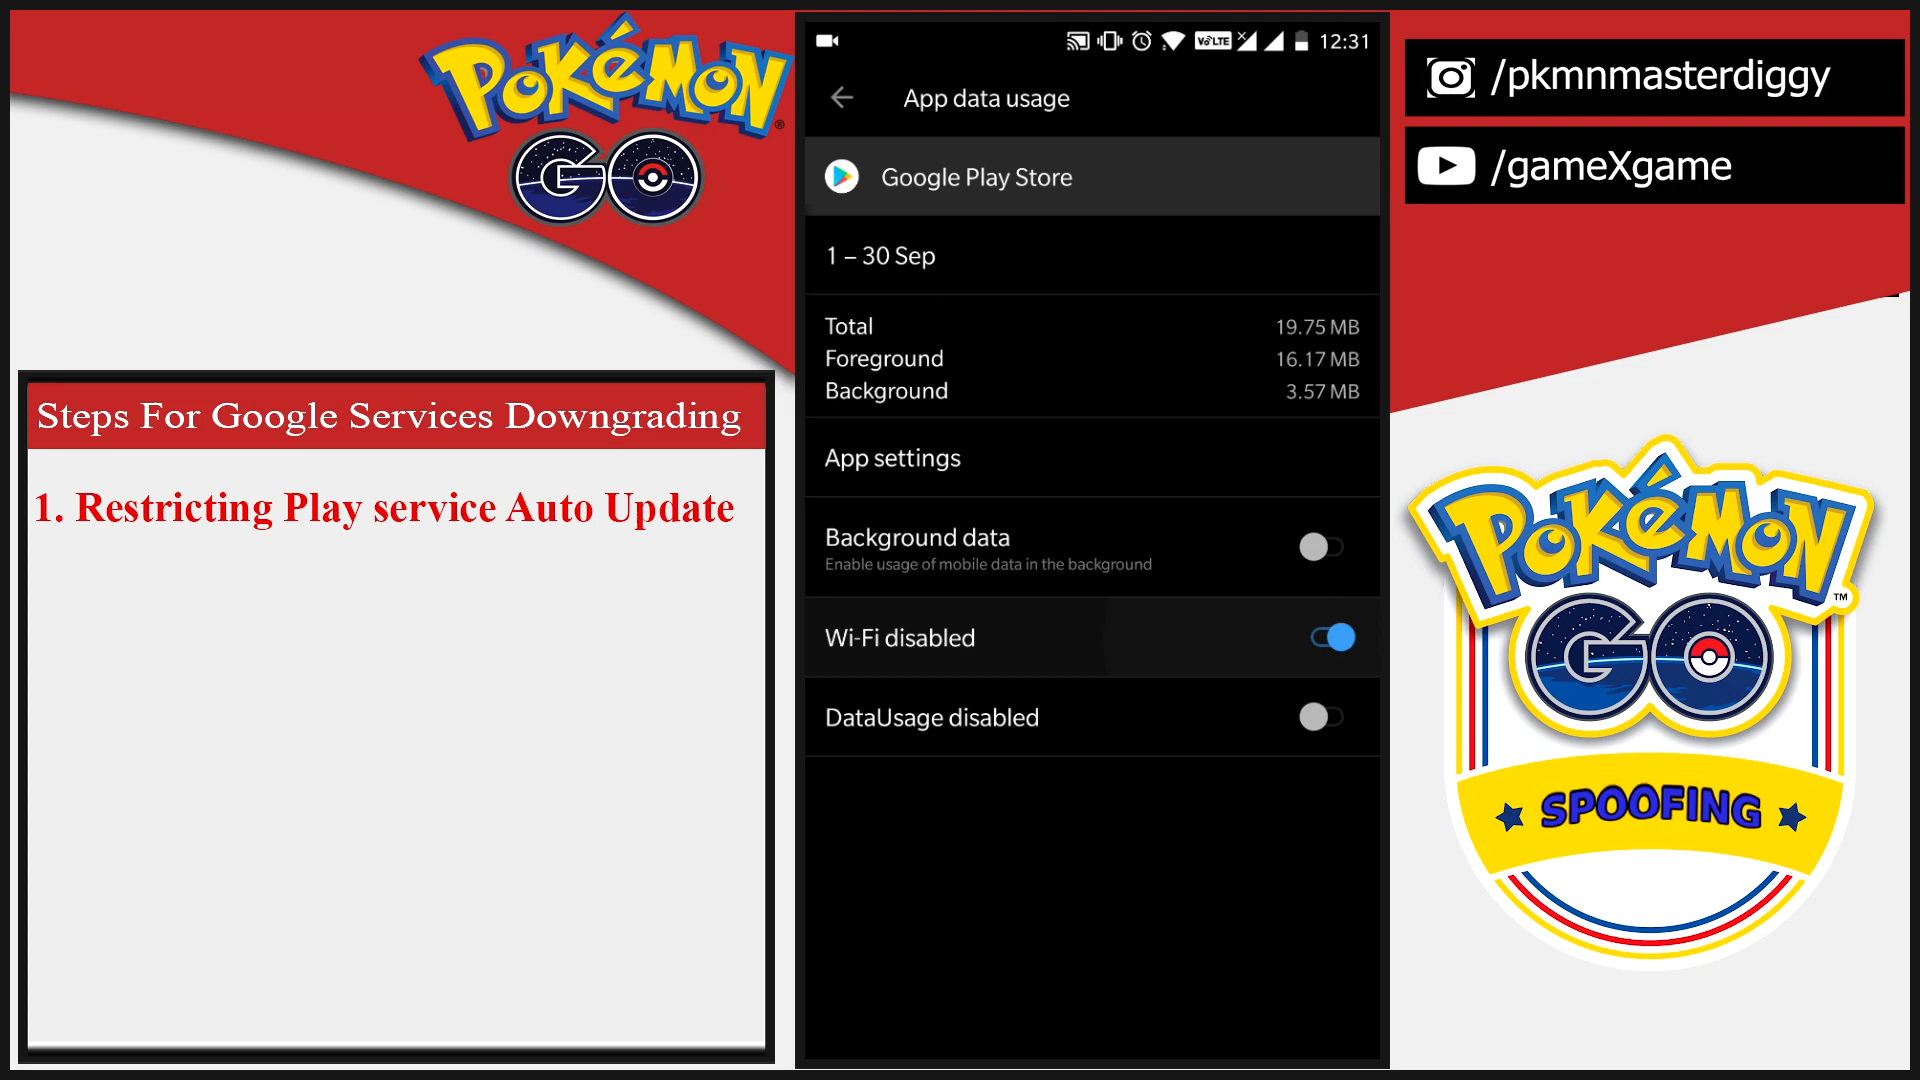 POKÉMON
GO
®
Steps For Google Services Downgrading
1. Restricting Play service Auto Update
VoLTE
12:31
App data usage
Google Play Store
1 – 30 Sep
Total 19.75 MB
Foreground 16.17 MB
Background 3.57 MB
App settings
Background data
Enable usage of mobile data in the background
Wi-Fi disabled
DataUsage disabled
/pkmnmasterdiggy
/gameXgame
POKÉMON
TM
GO
SPOOFING